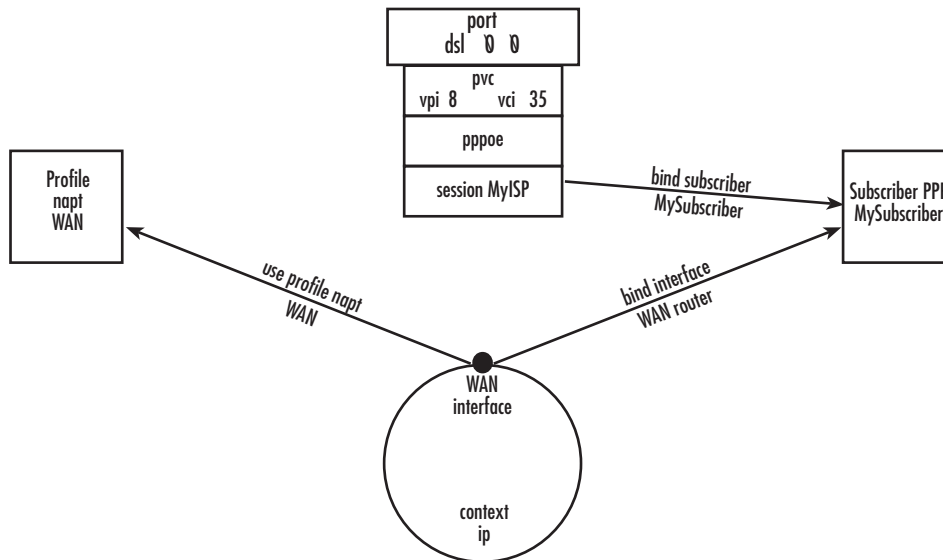 port
dsl 0 0
pvc
vpi 8 vci 35
pppoe
session MyISP
Profile
napt
WAN
bind subscriber
MySubscriber
Subscriber
MySubscriber
use profile napt
WAN
bind interface
WAN router
WAN
interface
context
ip